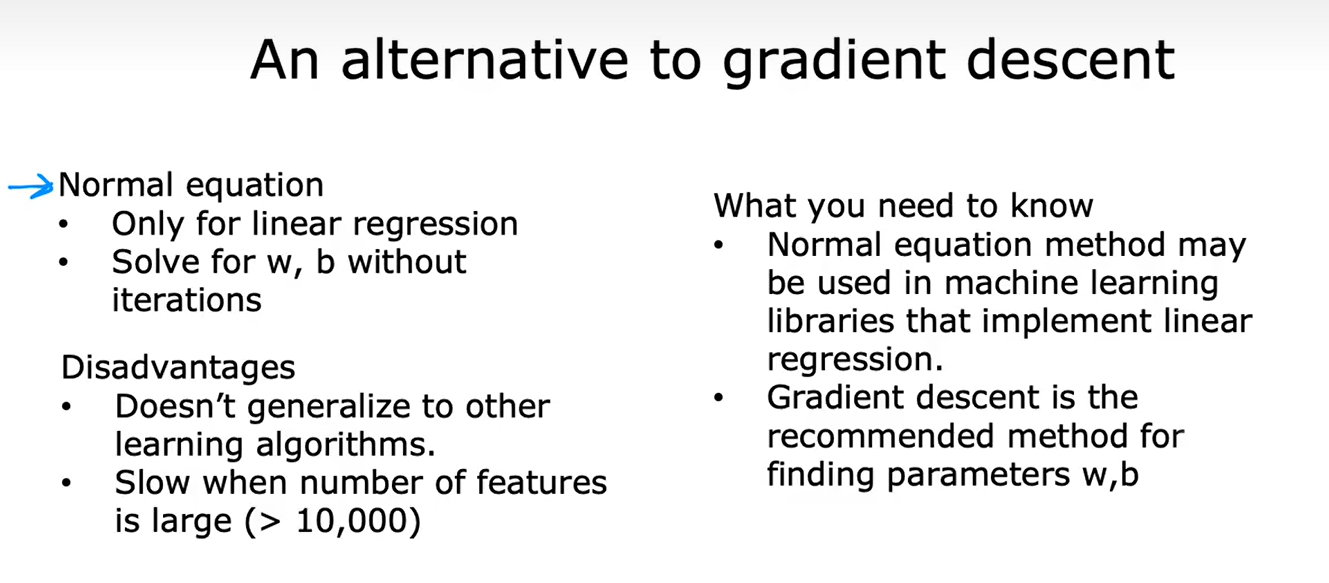 An alternative to gradient descent
Normal equation
• Only for linear regression
• Solve for w, b without
iterations
Disadvantages
• Doesn't generalize to other
learning algorithms.
• Slow when number of features
is large (> 10,000)
What you need to know
• Normal equation method may
be used in machine learning
libraries that implement linear
regression.
• Gradient descent is the
recommended method for
finding parameters w,b